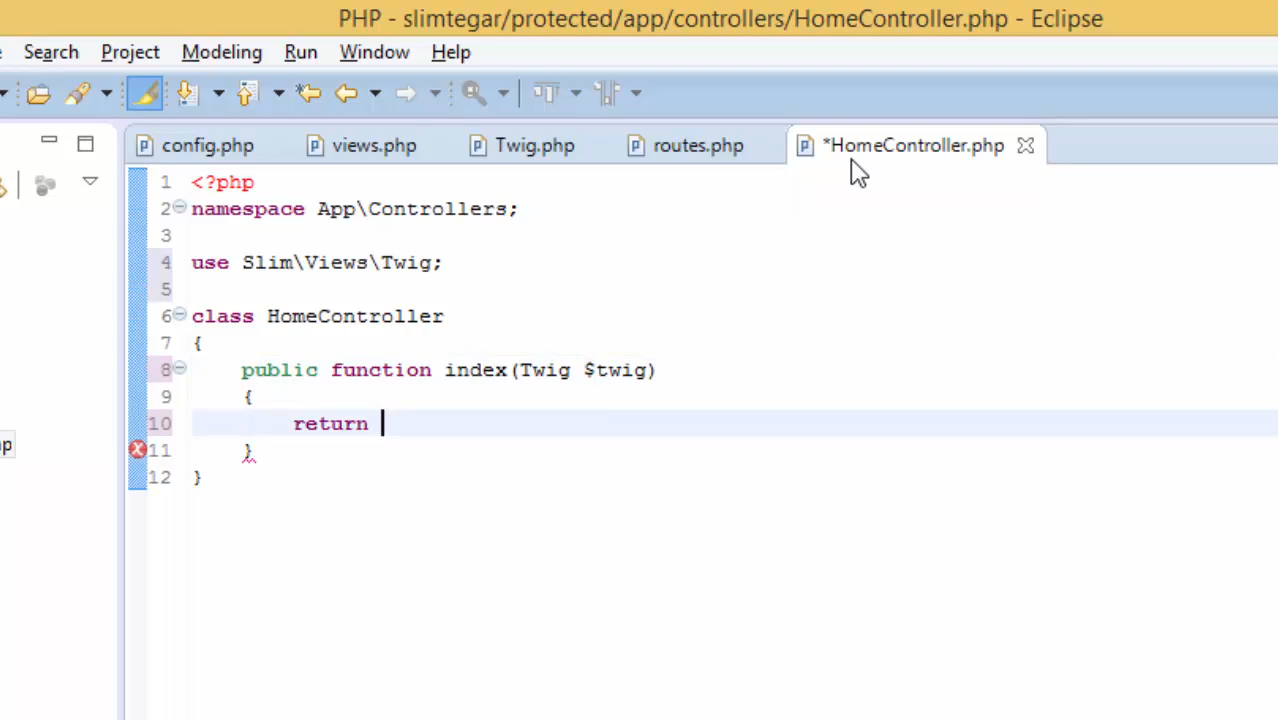 PHP - slimtegar/protected/app/controllers/HomeController.php - Eclipse
Search Project Modeling Run Window Help
config.php views.php Twig.php routes.php *HomeController.php
1 <?php
2 namespace App\Controllers;
3
4 use Slim\Views\Twig;
5
6 class HomeController
7 {
8 public function index(Twig $twig)
9 {
10 return
11 }
12 }